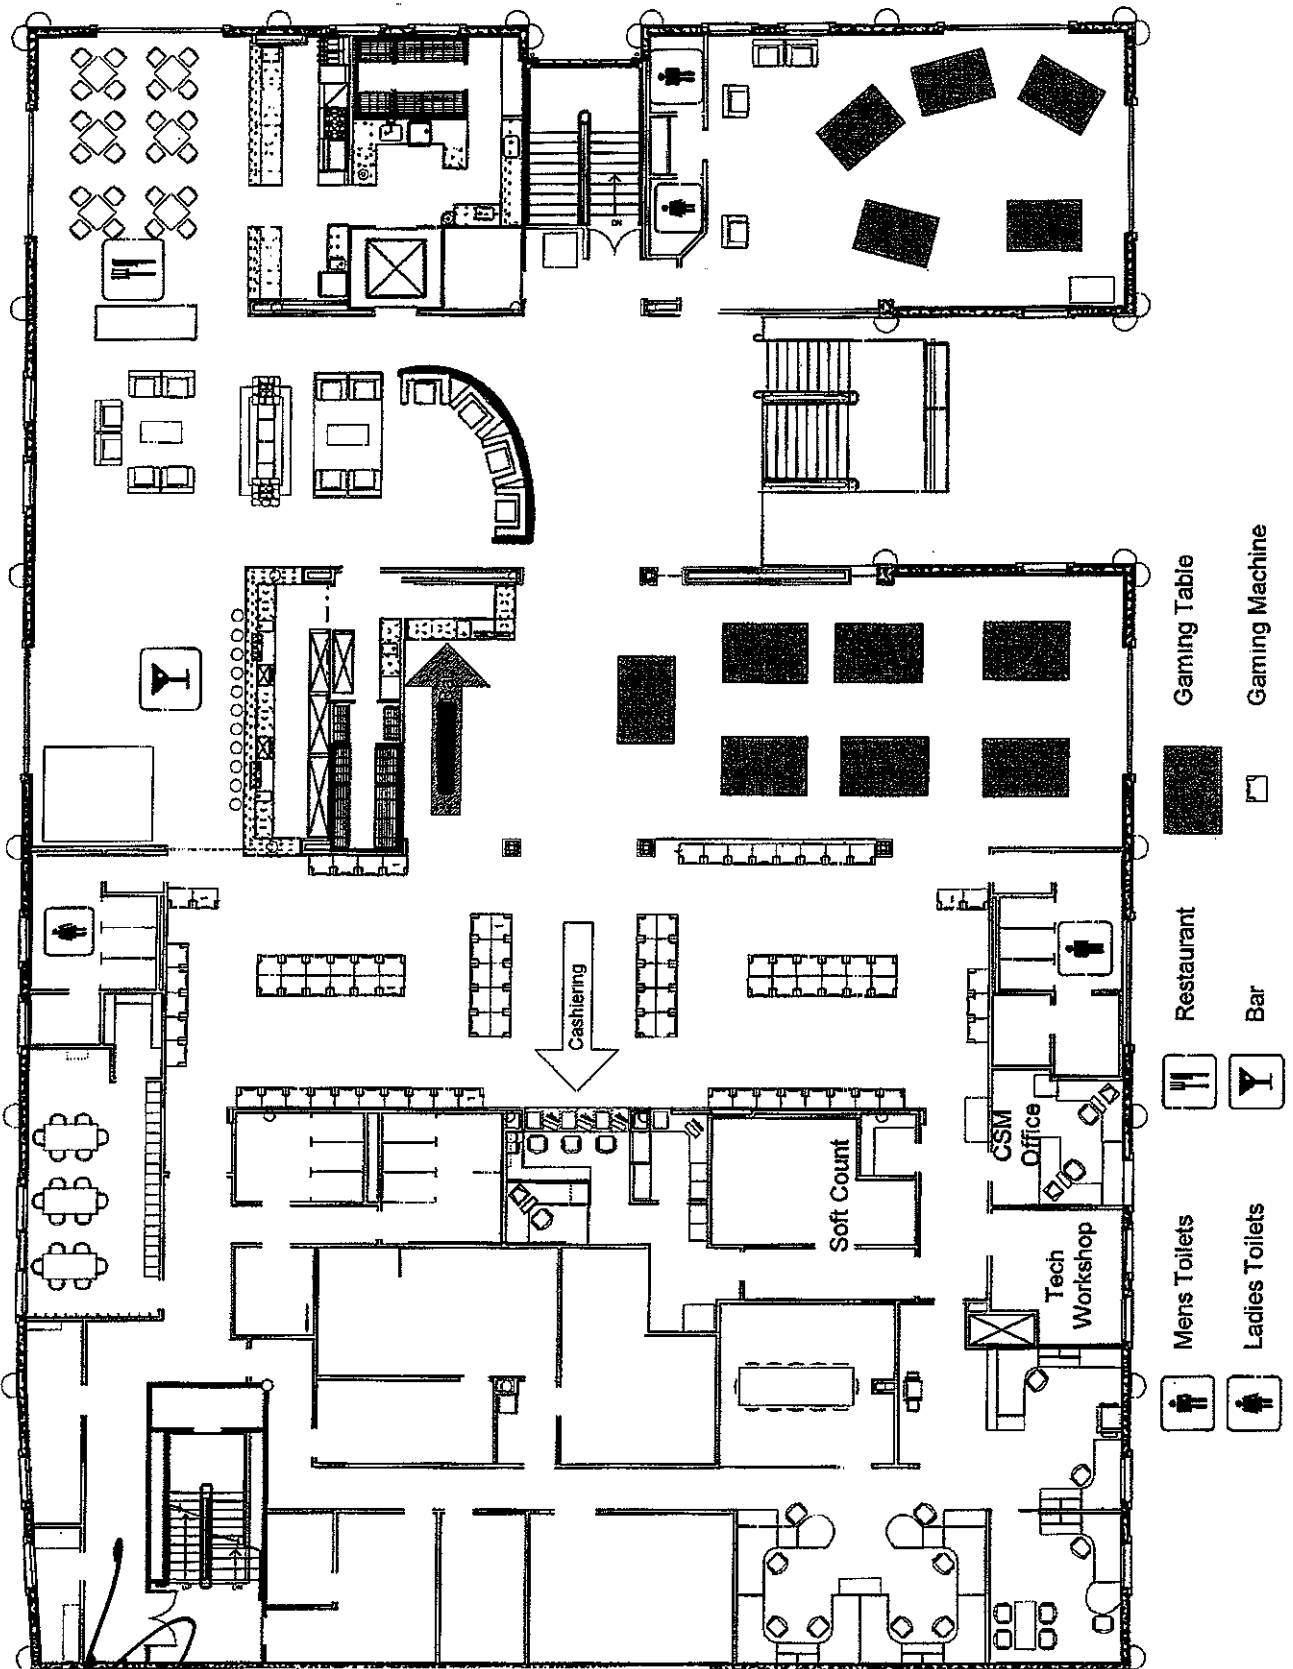 Cashiering
Soft Count
CSM
Office
Tech
Workshop
Mens Toilets
Ladies Toilets
Restaurant
Bar
Gaming Table
Gaming Machine